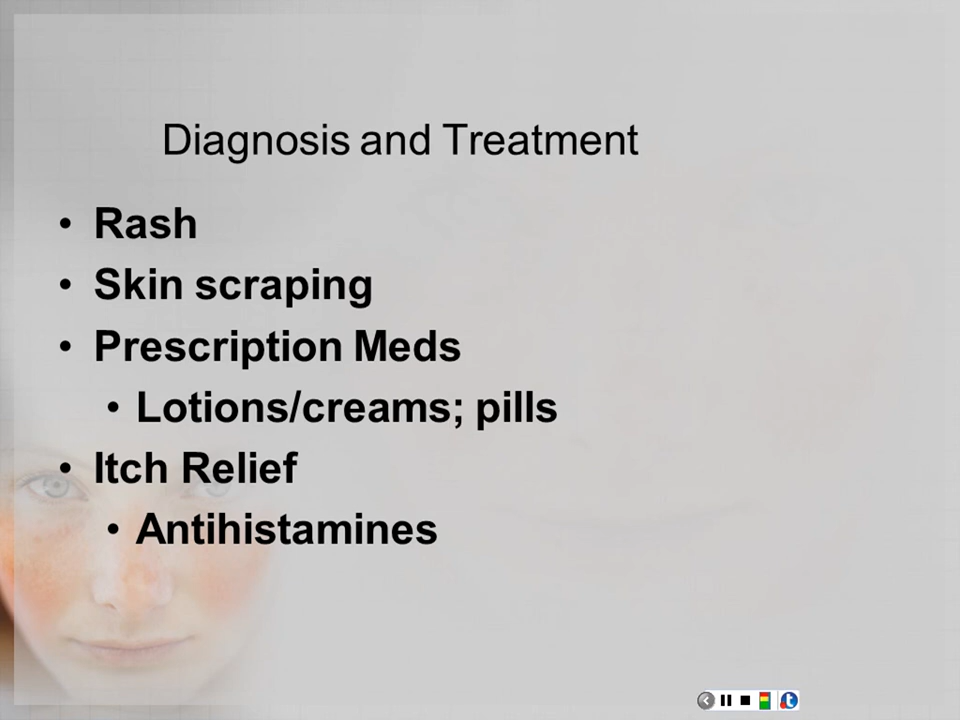 Diagnosis and Treatment
• Rash
• Skin scraping
• Prescription Meds
• Lotions/creams; pills
• Itch Relief
• Antihistamines
t